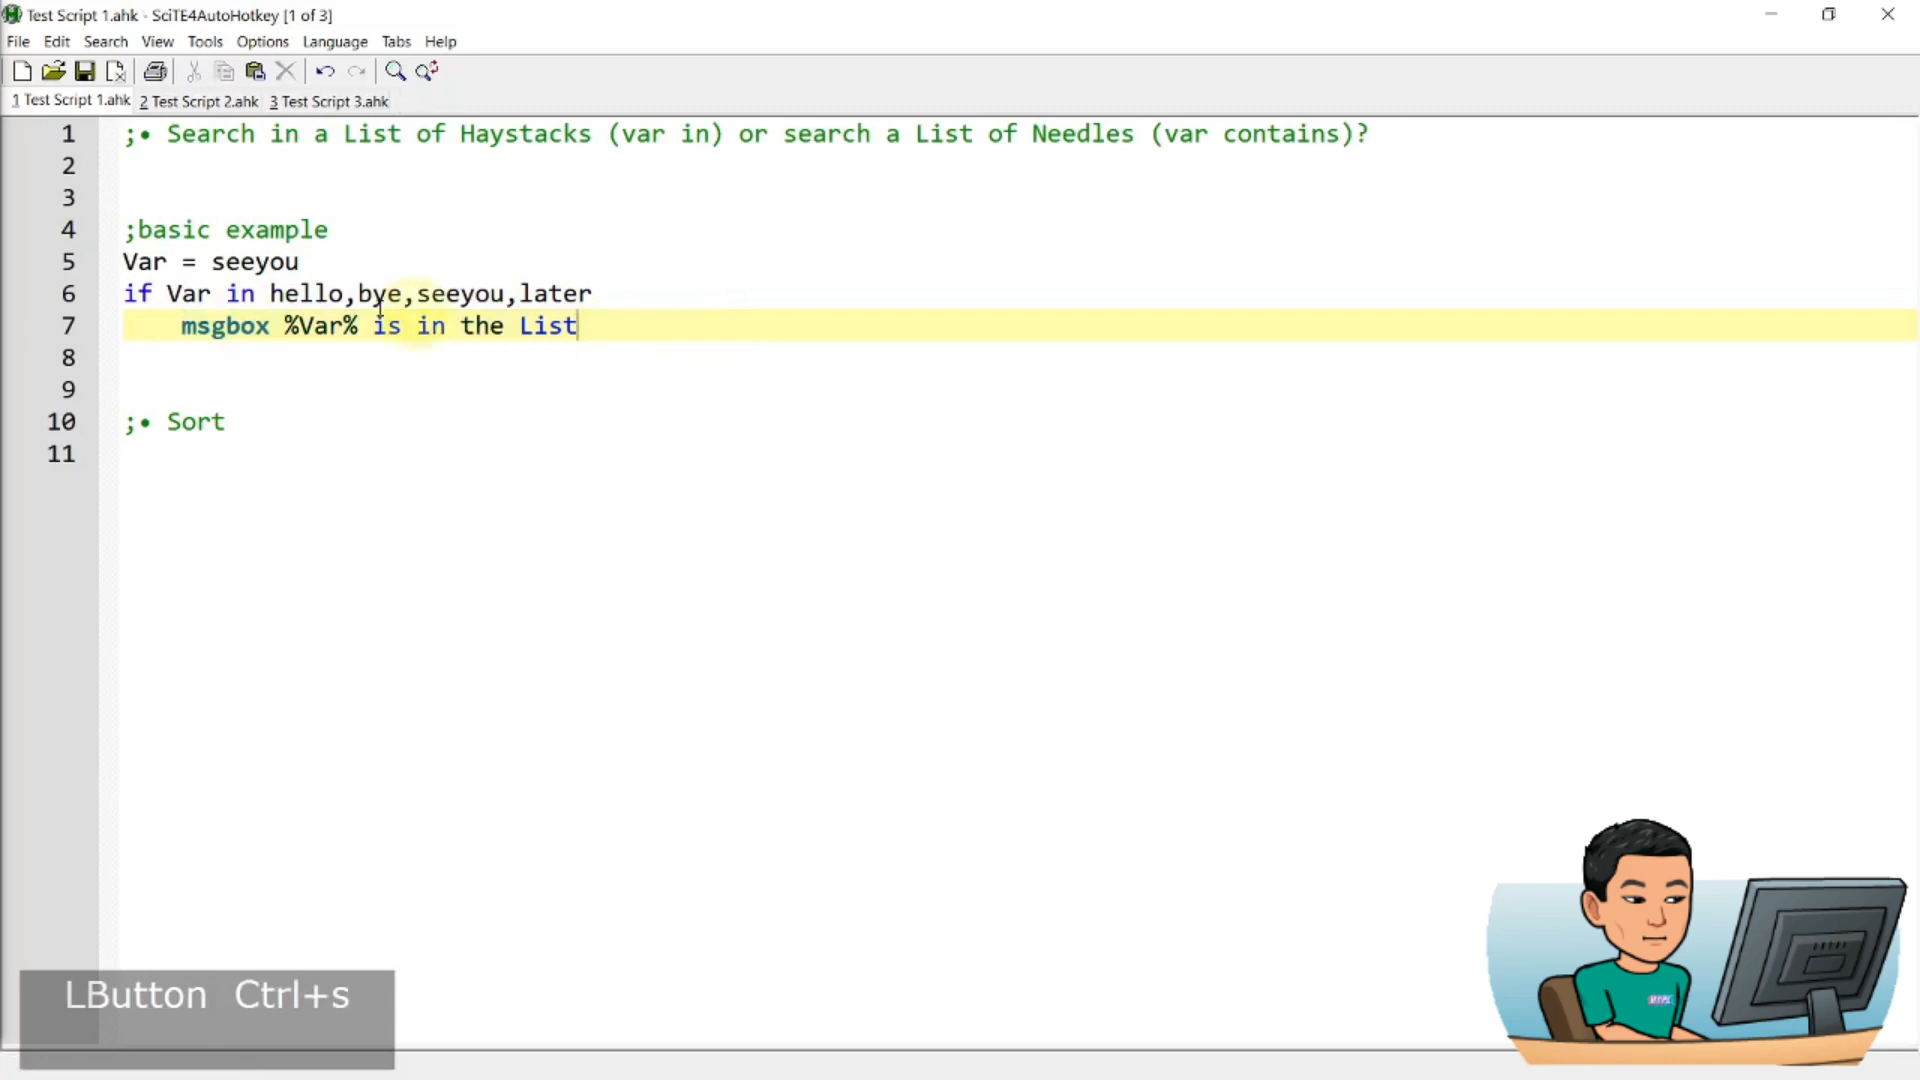 Test Script 1.ahk - SciTE4AutoHotkey [1 of 3]
File Edit Search View Tools Options Language Tabs Help
1 Test Script 1.ahk 2 Test Script 2.ahk 3 Test Script 3.ahk
1 ;• Search in a List of Haystacks (var in) or search a List of Needles (var contains)?
2
3
4 ;basic example
5 Var = seeyou
6 if Var in hello,bye,seeyou,later
7 msgbox %Var% is in the List
8
9
10 ;• Sort
11
LButton Ctrl+s